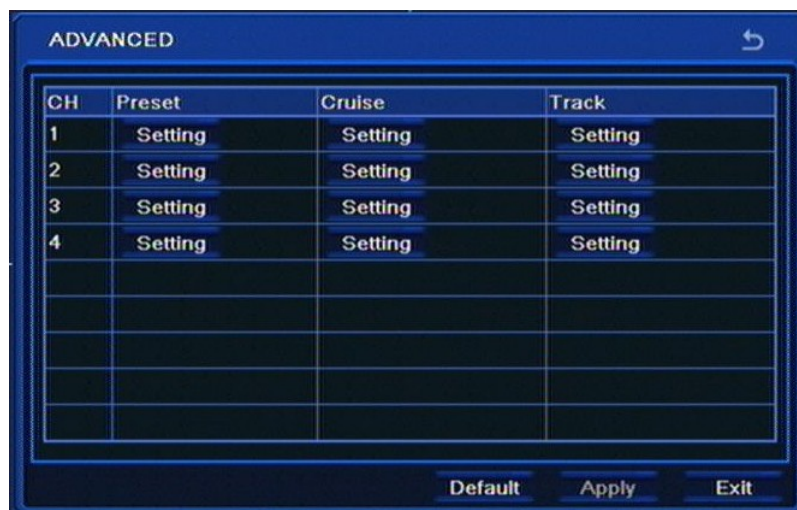 ADVANCED
CH Preset Cruise Track
1 Setting Setting Setting
2 Setting Setting Setting
3 Setting Setting Setting
4 Setting Setting Setting
Default Apply Exit